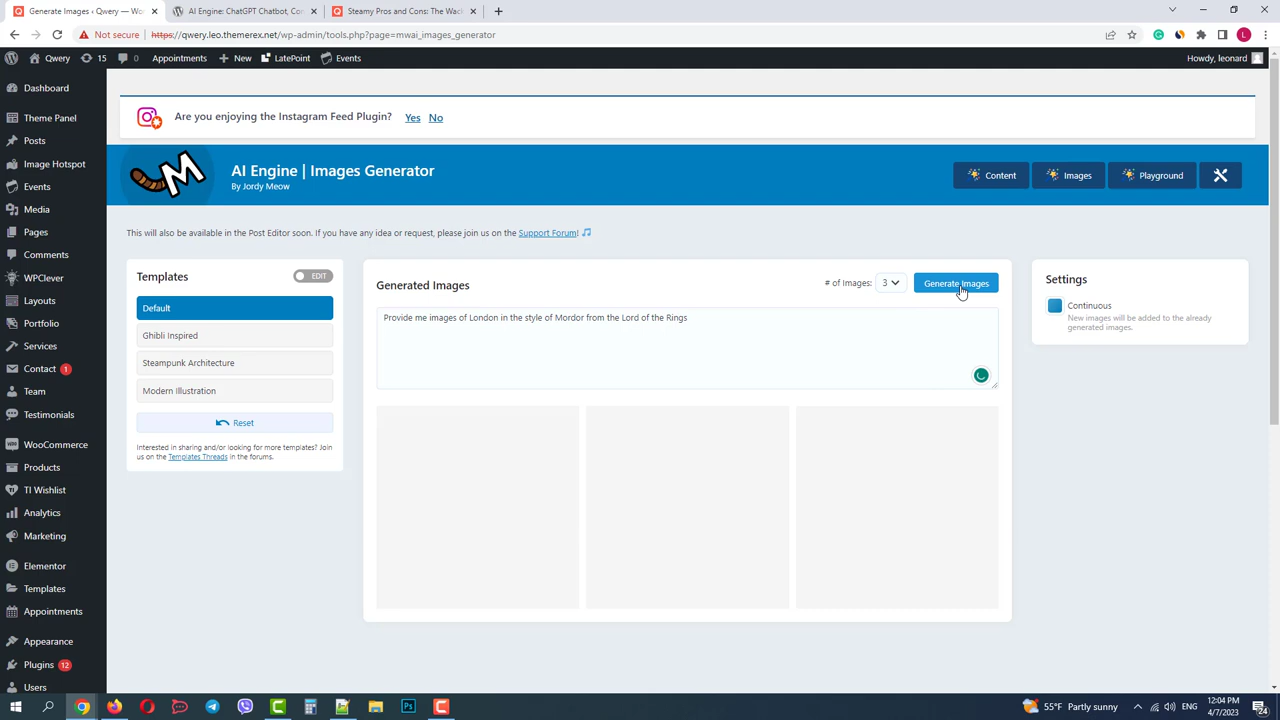 Generate Images ‹ Qwery — Wo
AI Engine: ChatGPT Chatbot, Con
Steamy Pros and Cons: The Wack
Not secure
https://qwery.leo.themerex.net/wp-admin/tools.php?page=mwai_images_generator
Qwery
15
0
Appointments
New
LatePoint
Events
Howdy, leonard
Dashboard
Theme Panel
Posts
Image Hotspot
Events
Media
Pages
Comments
WPClever
Layouts
Portfolio
Services
Contact 1
Team
Testimonials
WooCommerce
Products
TI Wishlist
Analytics
Marketing
Elementor
Templates
Appointments
Appearance
Plugins 12
Users
Are you enjoying the Instagram Feed Plugin? Yes No
AI Engine | Images Generator
By Jordy Meow
Content
Images
Playground
This will also be available in the Post Editor soon. If you have any idea or request, please join us on the Support Forum!
Templates
EDIT
Default
Ghibli Inspired
Steampunk Architecture
Modern Illustration
Reset
Interested in sharing and/or looking for more templates? Join
us on the Templates Threads in the forums.
Generated Images
# of Images: 3
Generate Images
Provide me images of London in the style of Mordor from the Lord of the Rings
Settings
Continuous
New images will be added to the already
generated images.
55°F Partly sunny
ENG
12:04 PM
4/7/2023
24